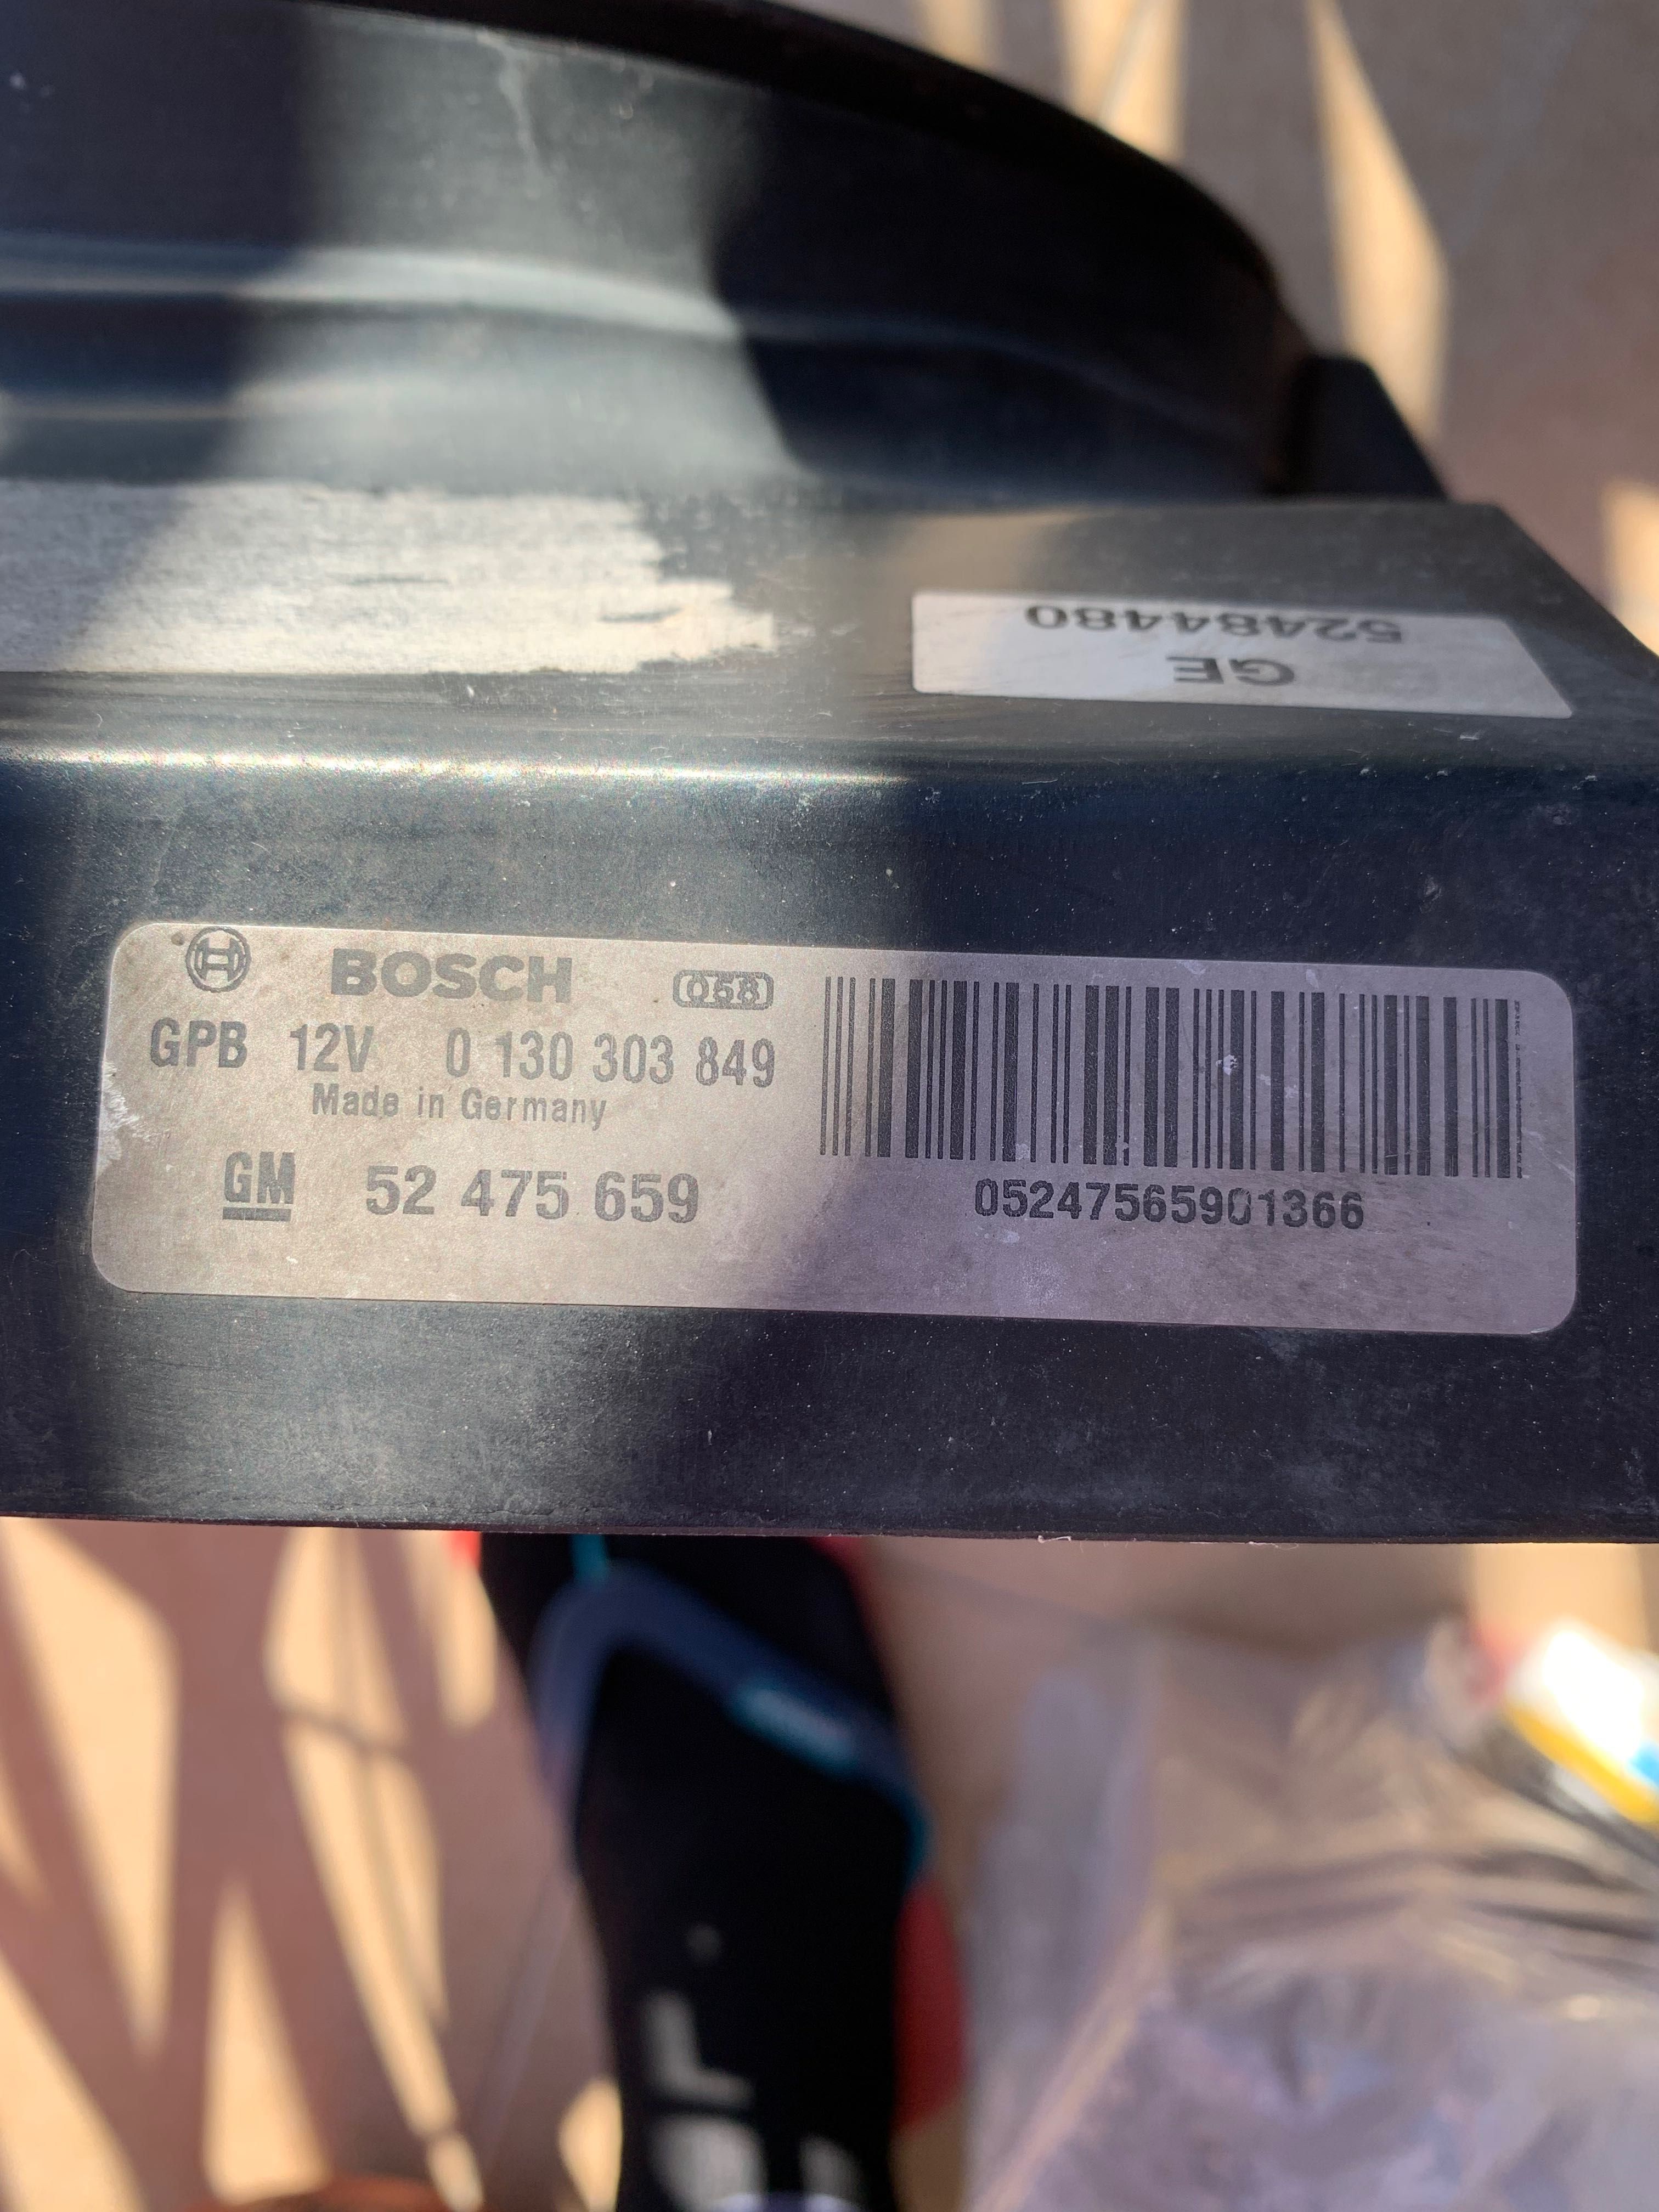 52484480
GE
BOSCH 058
GPB 12V 0 130 303 849
Made in Germany
GM 52 475 659
05247565901366